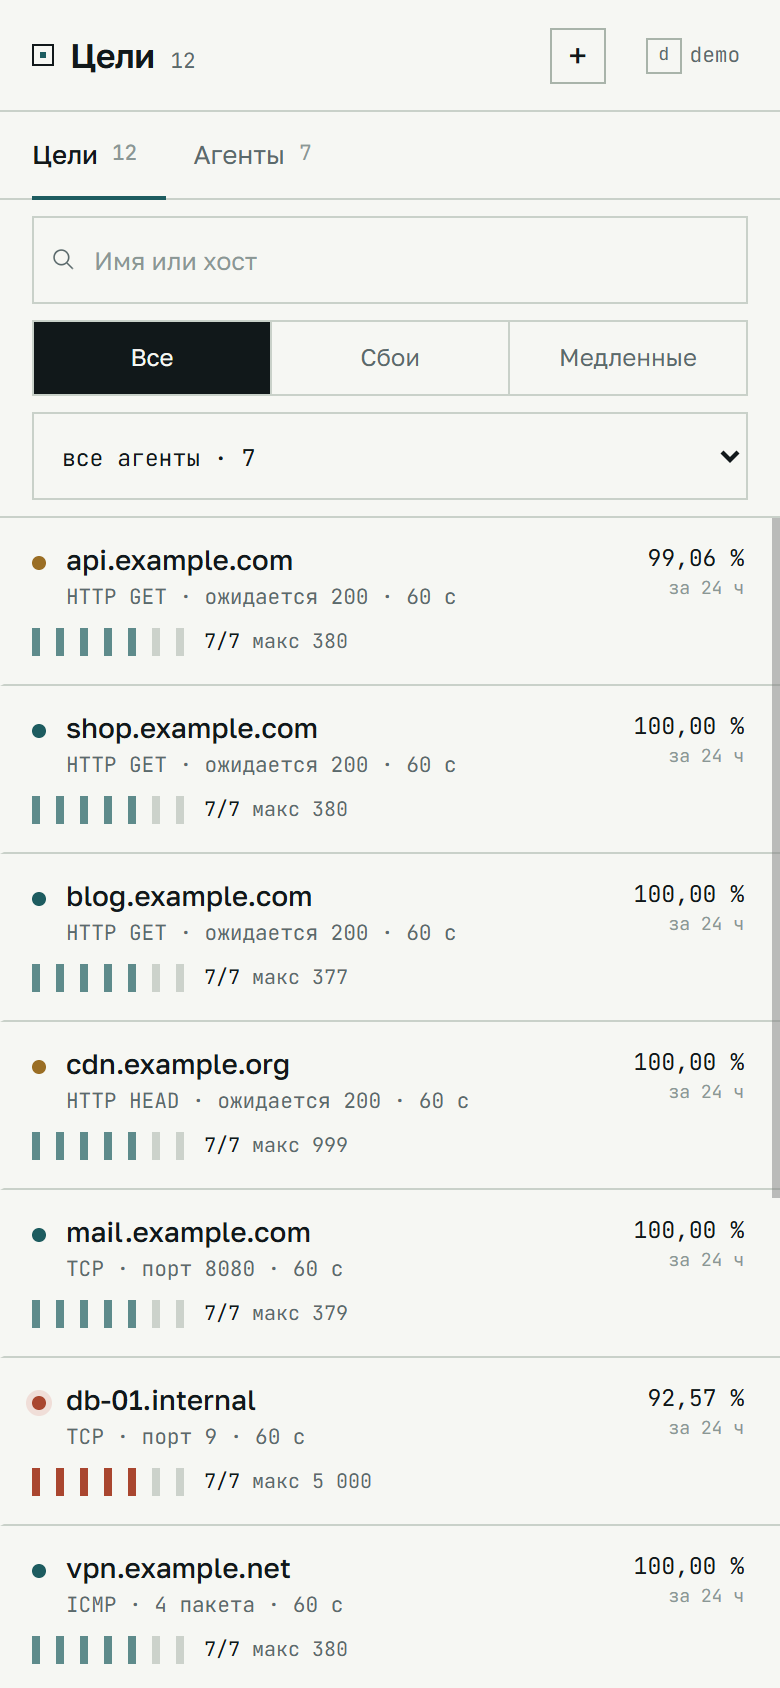 Цели 12
+
d demo
Цели 12 Агенты 7
Имя или хост
Все Сбои Медленные
все агенты · 7
api.example.com 99,06 %
HTTP GET · ожидается 200 · 60 с за 24 ч
7/7 макс 380
shop.example.com 100,00 %
HTTP GET · ожидается 200 · 60 с за 24 ч
7/7 макс 380
blog.example.com 100,00 %
HTTP GET · ожидается 200 · 60 с за 24 ч
7/7 макс 377
cdn.example.org 100,00 %
HTTP HEAD · ожидается 200 · 60 с за 24 ч
7/7 макс 999
mail.example.com 100,00 %
TCP · порт 8080 · 60 с за 24 ч
7/7 макс 379
db-01.internal 92,57 %
TCP · порт 9 · 60 с за 24 ч
7/7 макс 5 000
vpn.example.net 100,00 %
ICMP · 4 пакета · 60 с за 24 ч
7/7 макс 380